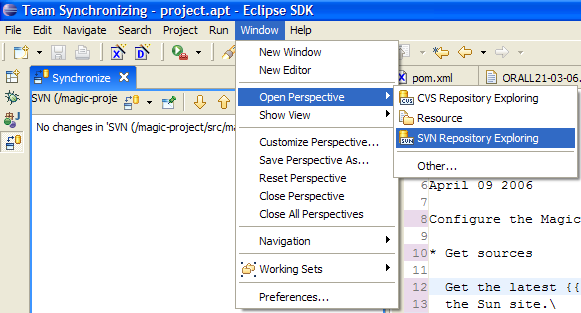 Team Synchronizing - project.apt - Eclipse SDK
File Edit Navigate Search Project Run Window Help
Synchronize
SVN (/magic-proje
No changes in 'SVN (/magic-project/src/ma
New Window
New Editor
Open Perspective
Show View
Customize Perspective...
Save Perspective As...
Reset Perspective
Close Perspective
Close All Perspectives
Navigation
Working Sets
Preferences...
pom.xml
ORALL21-03-06.
CVS Repository Exploring
Resource
SVN Repository Exploring
Other...
6 April 09 2006
7
8 Configure the Magic
9
10 * Get sources
11
12 Get the latest {{
13 the Sun site.\